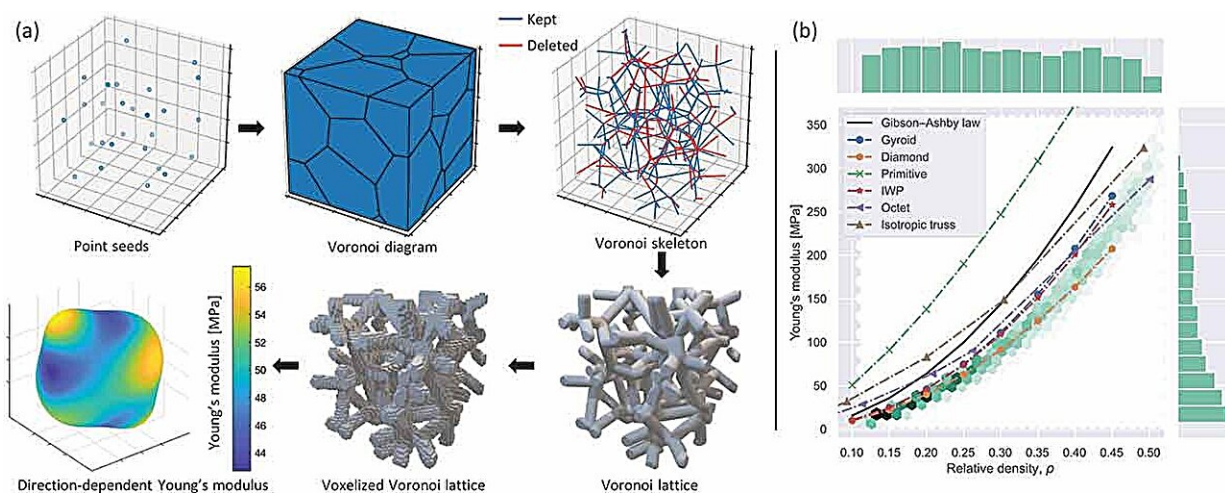 (a)
Kept
Deleted
Point seeds
Voronoi diagram
Voronoi skeleton
Direction-dependent Young's modulus
Young's modulus [MPa]
56
54
52
50
48
46
44
Voxelized Voronoi lattice
Voronoi lattice
(b)
Gibson–Ashby law
Gyroid
Diamond
Primitive
IWP
Octet
Isotropic truss
Young's modulus [MPa]
350
300
250
200
150
100
50
0
0.10 0.15 0.20 0.25 0.30 0.35 0.40 0.45 0.50
Relative density, ρ